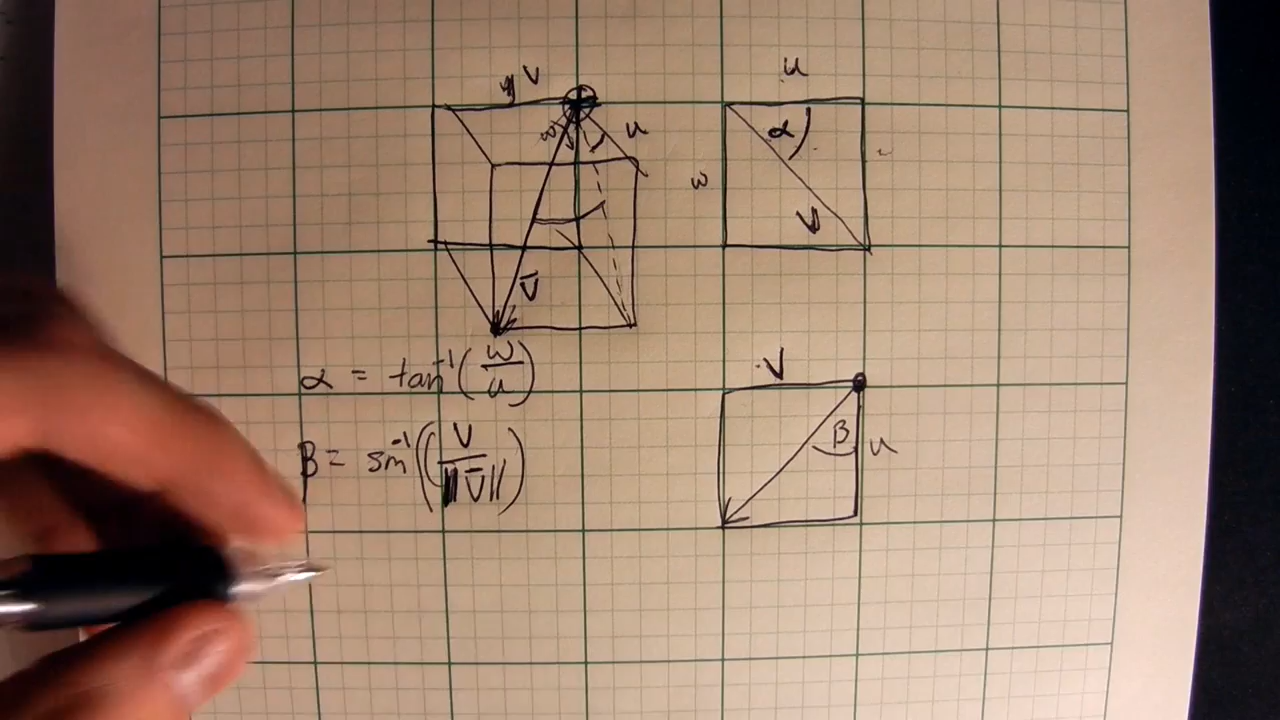 V
u
u
ω
α
ω
V
V̄
α = tan⁻¹(w/u)
V
β
u
β = sin⁻¹(V/||V̄||)